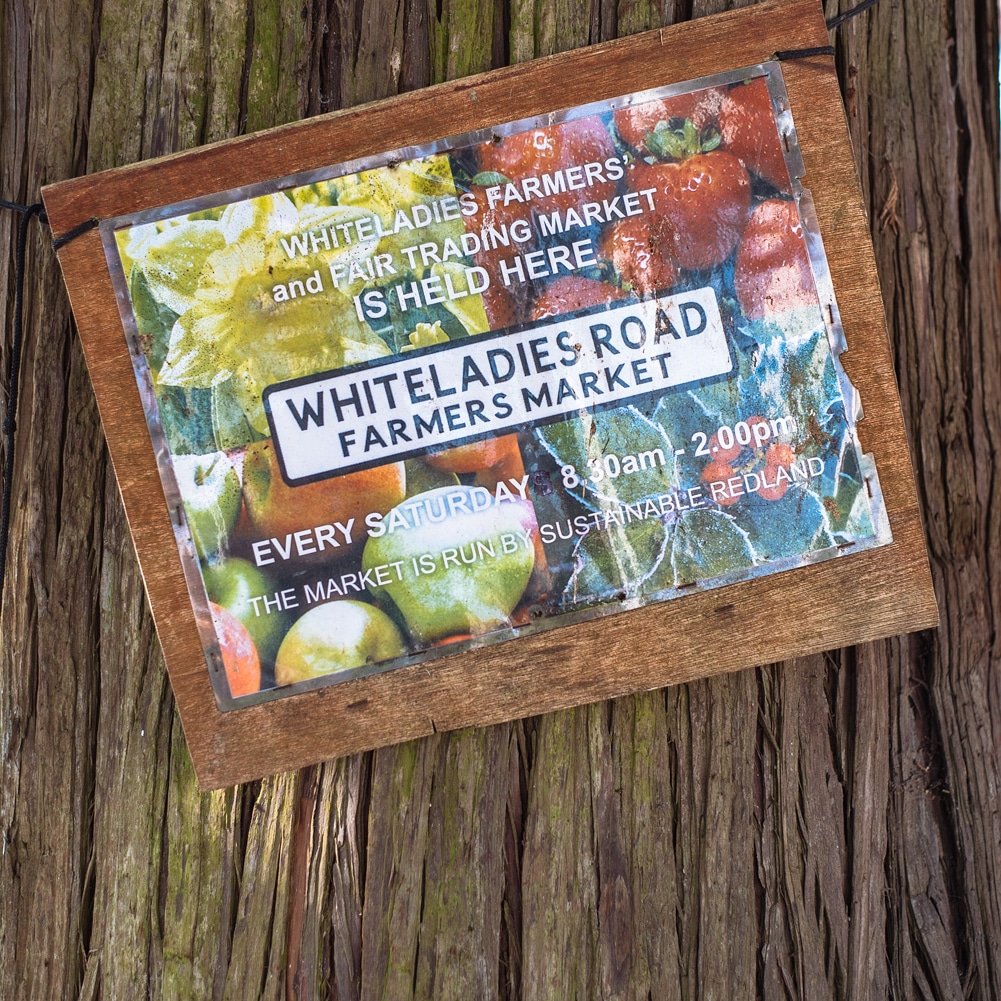 WHITELADIES FARMERS'
and FAIR TRADING MARKET
IS HELD HERE
WHITELADIES ROAD
FARMERS MARKET
EVERY SATURDAY 8.30am - 2.00pm
THE MARKET IS RUN BY SUSTAINABLE REDLAND